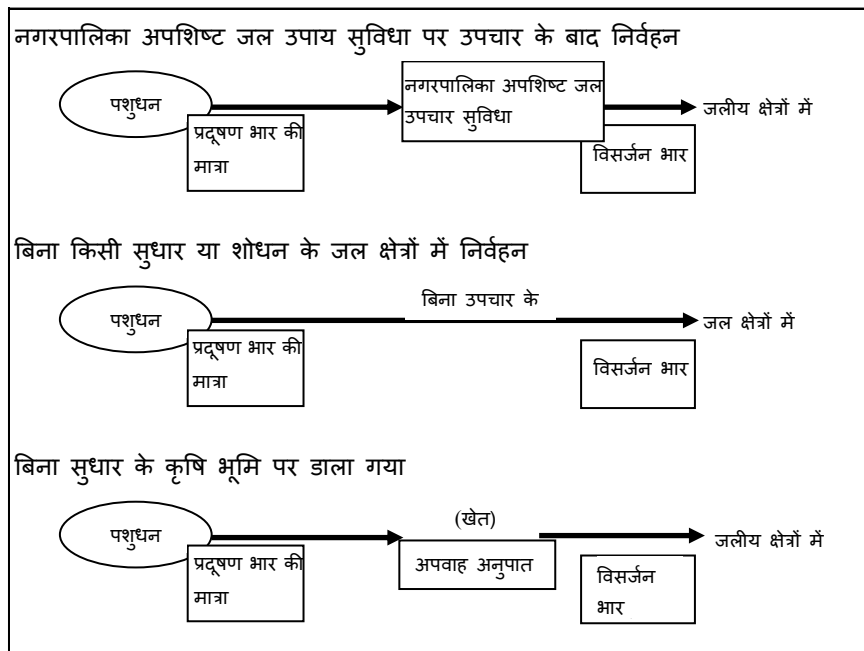 नगरपालिका अपशिष्ट जल उपाय सुविधा पर उपचार के बाद निर्वहन
पशुधन
नगरपालिका अपशिष्ट जल
उपचार सुविधा
जलीय क्षेत्रों में
प्रदूषण भार की
मात्रा
विसर्जन भार
बिना किसी सुधार या शोधन के जल क्षेत्रों में निर्वहन
पशुधन
बिना उपचार के
जल क्षेत्रों में
प्रदूषण भार की
मात्रा
विसर्जन भार
बिना सुधार के कृषि भूमि पर डाला गया
पशुधन
(खेत)
जलीय क्षेत्रों में
प्रदूषण भार की
मात्रा
अपवाह अनुपात
विसर्जन
भार